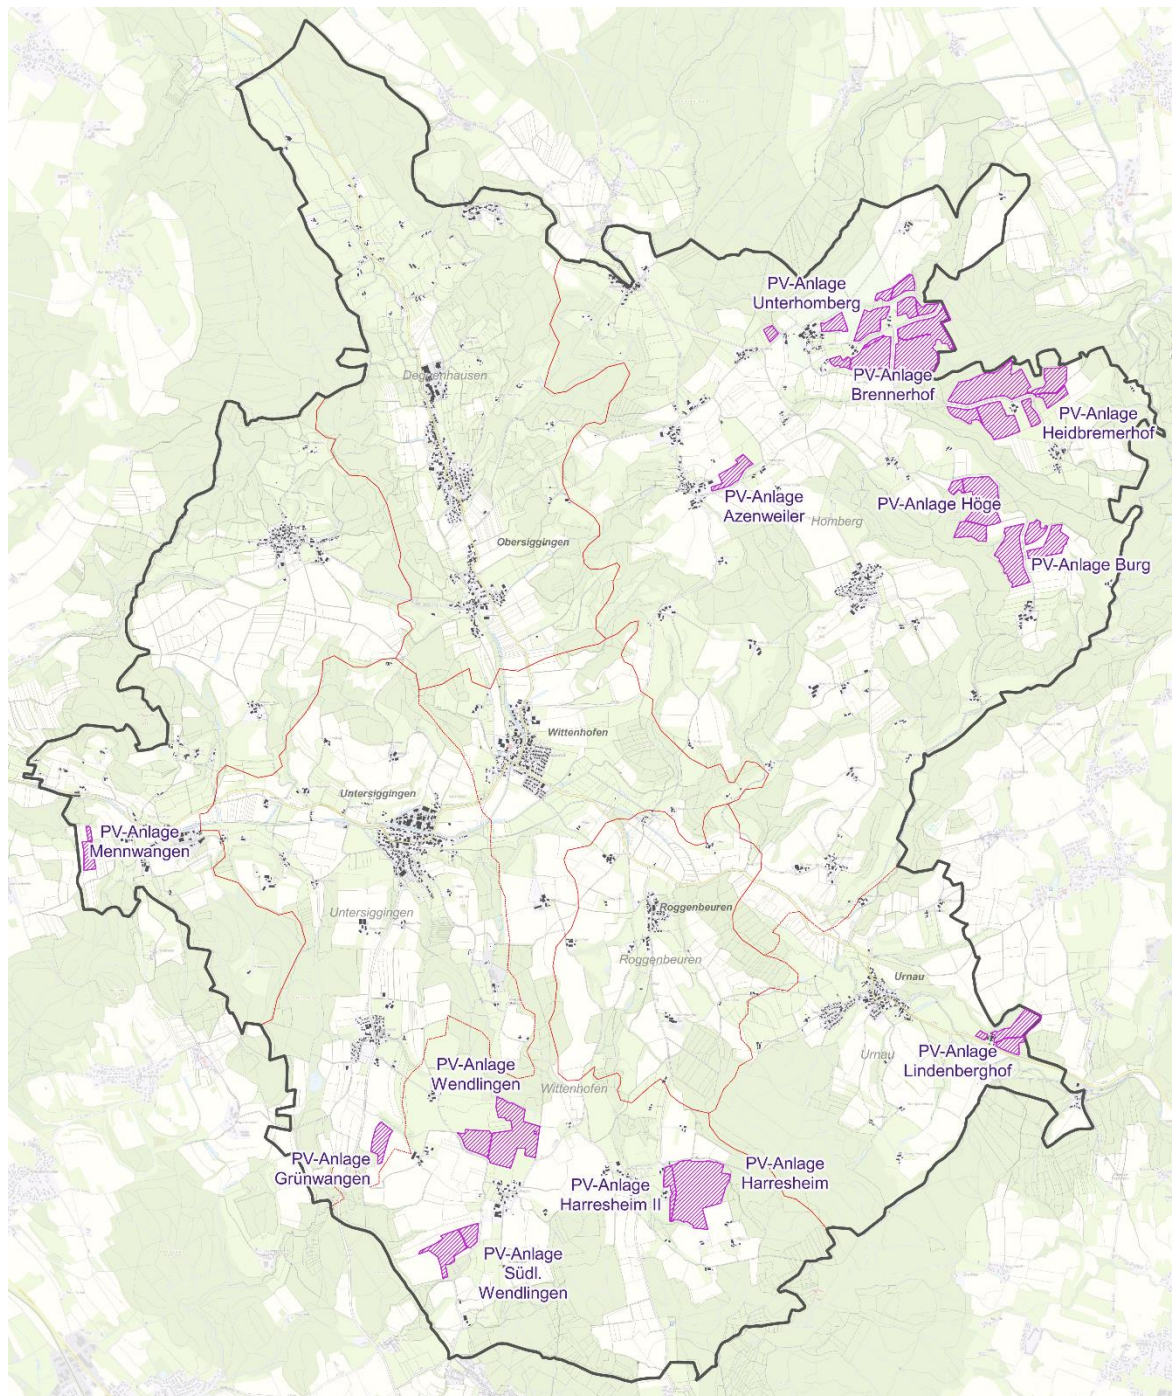 PV-Anlage
Unterhomberg
Deggenhausen
PV-Anlage
Brennerhof
PV-Anlage
Heidbremerhof
PV-Anlage
Azenweiler
PV-Anlage Höge
Homberg
Obersiggingen
PV-Anlage Burg
Wittenhofen
Untersiggingen
PV-Anlage
Mennwangen
Untersiggingen
Roggenbeuren
Roggenbeuren
Urnau
PV-Anlage
Lindenberghof
Urnau
PV-Anlage
Wendlingen
Wittenhofen
PV-Anlage
Grünwangen
PV-Anlage
Harresheim II
PV-Anlage
Harresheim
PV-Anlage
Südl.
Wendlingen